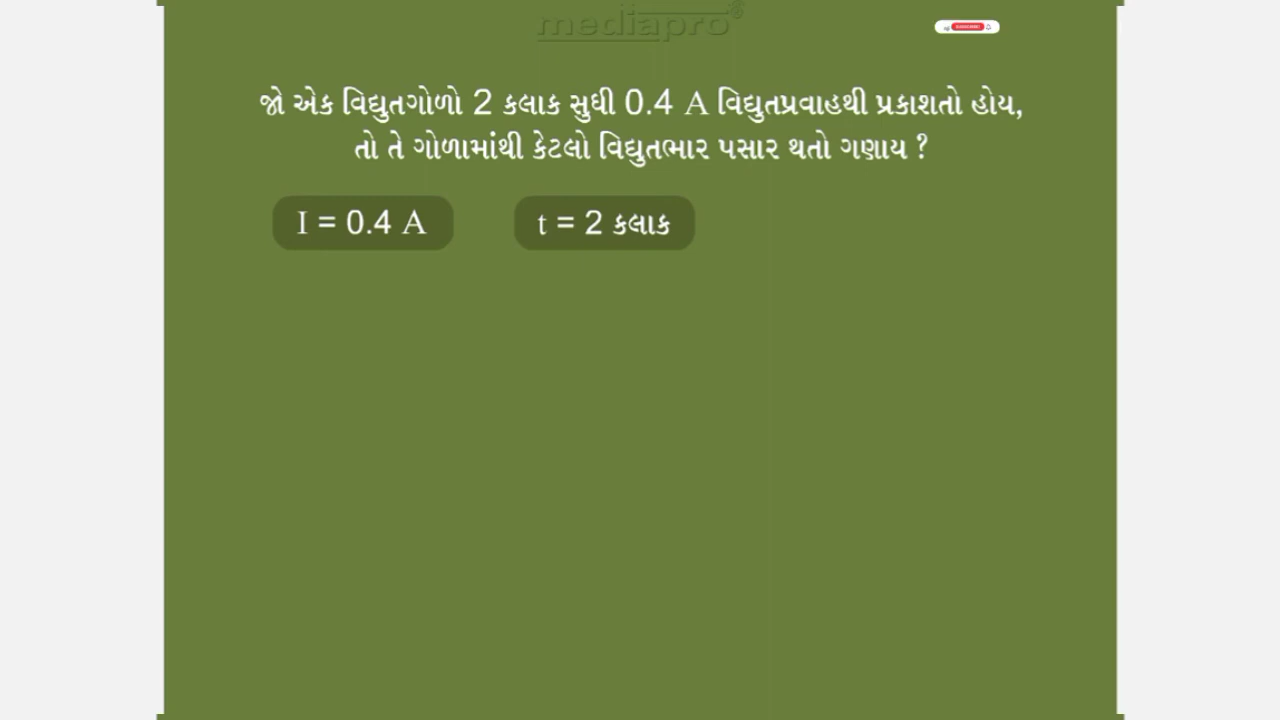 mediapro®
જો એક વિદ્યુતગોળો 2 કલાક સુધી 0.4 A વિદ્યુતપ્રવાહથી પ્રકાશતો હોય,
તો તે ગોળામાંથી કેટલો વિદ્યુતભાર પસાર થતો ગણાય ?
I = 0.4 A t = 2 કલાક